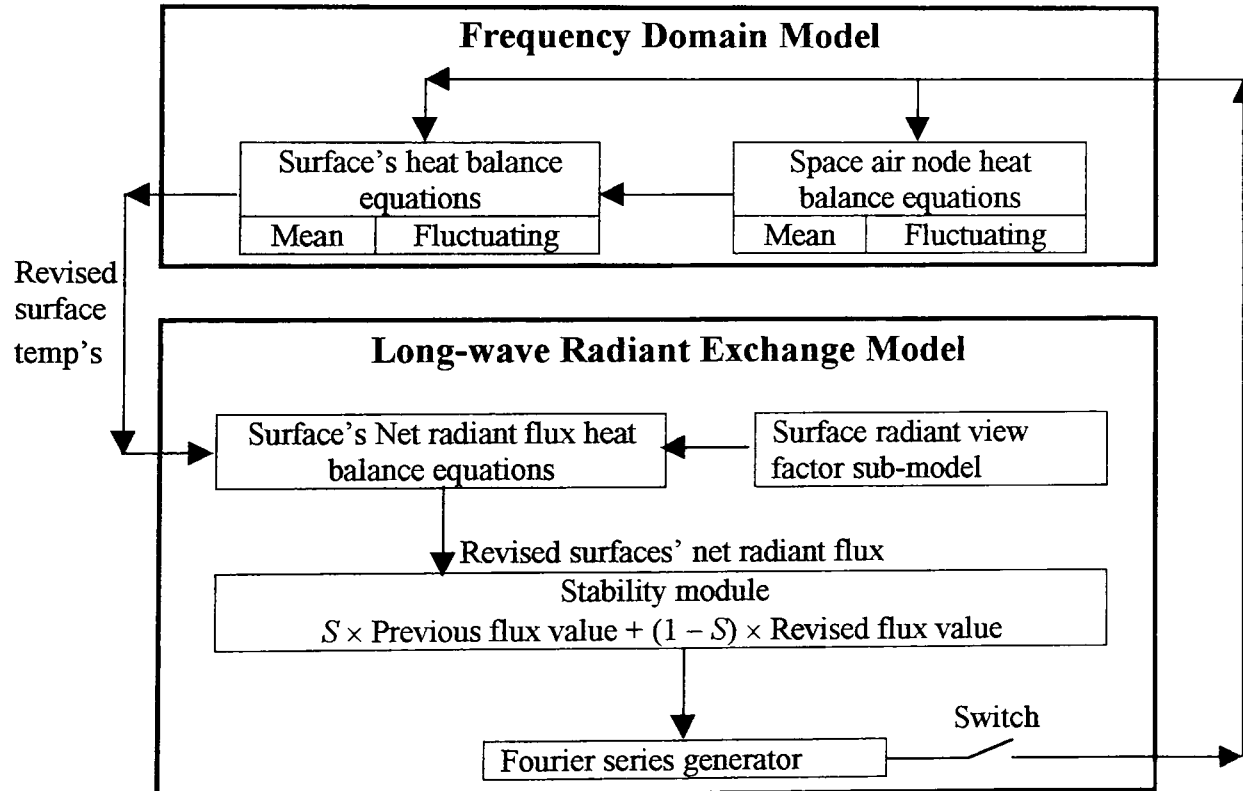 Frequency Domain Model
Surface's heat balance
equations
Mean
Fluctuating
Space air node heat
balance equations
Mean
Fluctuating
Revised
surface
temp's
Long-wave Radiant Exchange Model
Surface's Net radiant flux heat
balance equations
Surface radiant view
factor sub-model
Revised surfaces' net radiant flux
Stability module
S × Previous flux value + (1 – S) × Revised flux value
Switch
Fourier series generator